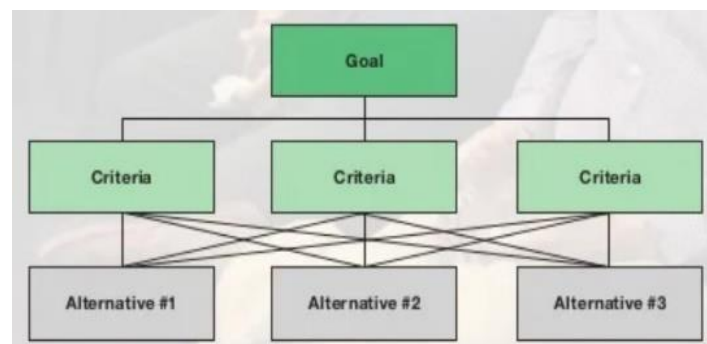 Goal
Criteria
Criteria
Criteria
Alternative #1
Alternative #2
Alternative #3